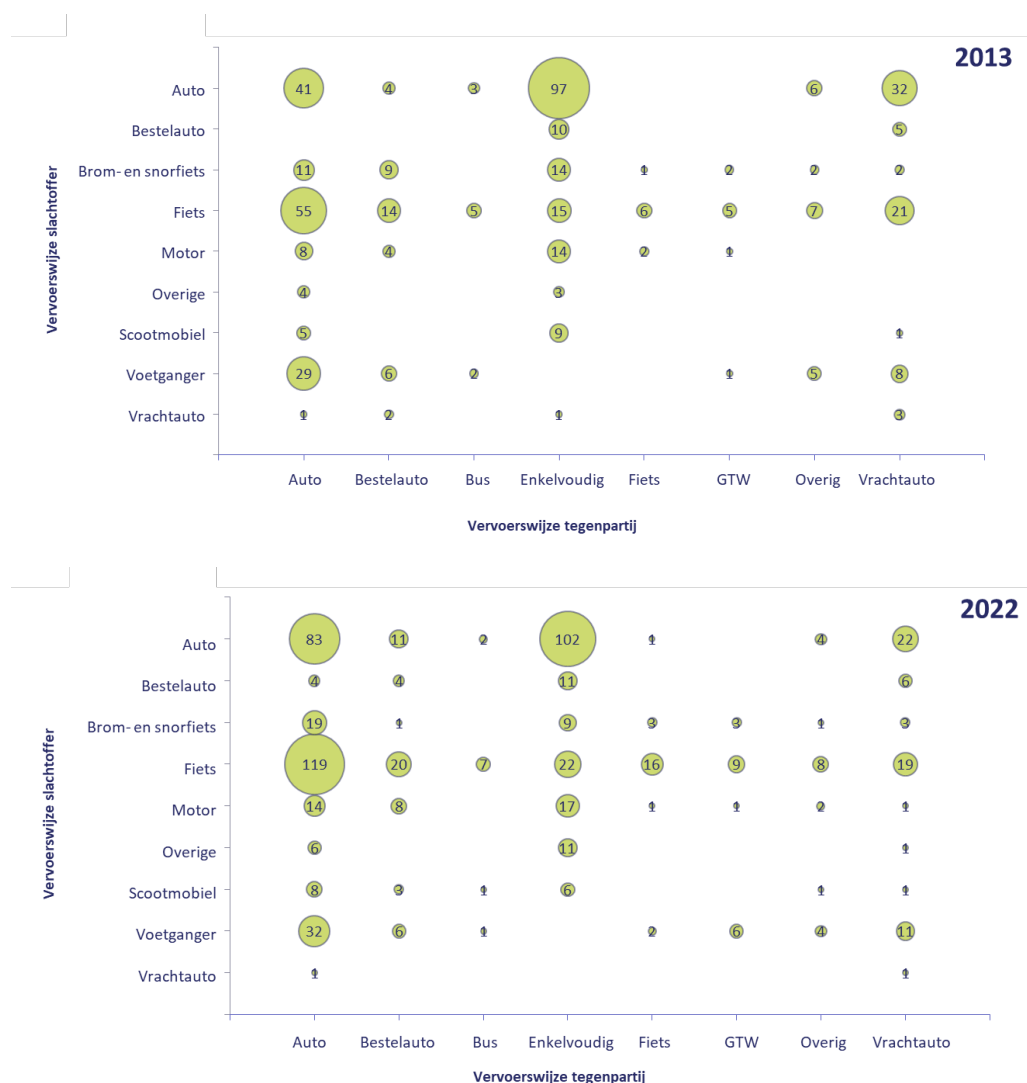 2013
Auto 41 4 3 97 6 32
Bestelauto 10 5
Brom- en snorfiets 11 9 14 1 2 2 2
Fiets 55 14 5 15 6 5 7 21
Motor 8 4 14 2 1
Overige 4 3
Scootmobiel 5 9 1
Voetganger 29 6 2 1 5 8
Vrachtauto 1 2 1 3
Vervoerswijze slachtoffer
Auto Bestelauto Bus Enkelvoudig Fiets GTW Overig Vrachtauto
Vervoerswijze tegenpartij
2022
Auto 83 11 2 102 1 4 22
Bestelauto 4 4 11 6
Brom- en snorfiets 19 1 9 3 3 1 3
Fiets 119 20 7 22 16 9 8 19
Motor 14 8 17 1 1 2 1
Overige 6 11 1
Scootmobiel 8 3 1 6 1 1
Voetganger 32 6 1 2 6 4 11
Vrachtauto 1 1
Vervoerswijze slachtoffer
Auto Bestelauto Bus Enkelvoudig Fiets GTW Overig Vrachtauto
Vervoerswijze tegenpartij